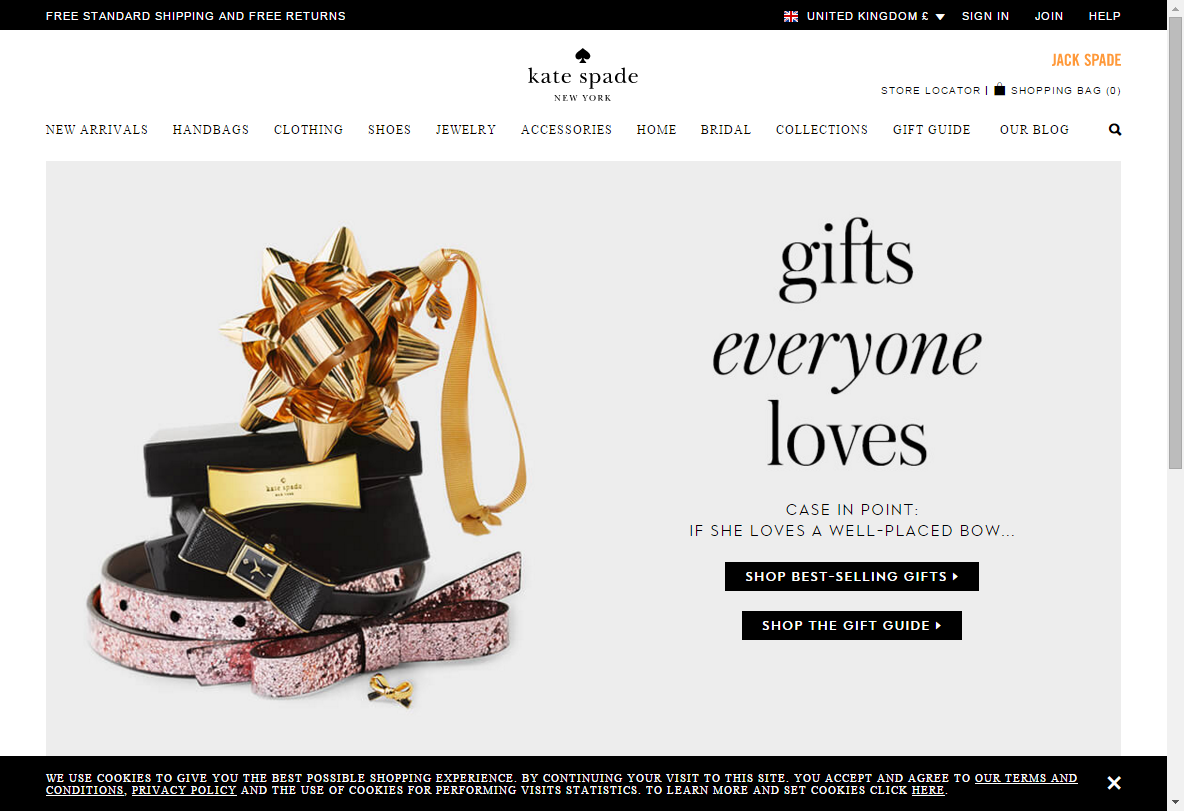 FREE STANDARD SHIPPING AND FREE RETURNS
UNITED KINGDOM £ SIGN IN JOIN HELP
kate spade
NEW YORK
JACK SPADE
STORE LOCATOR | SHOPPING BAG (0)
NEW ARRIVALS HANDBAGS CLOTHING SHOES JEWELRY ACCESSORIES HOME BRIDAL COLLECTIONS GIFT GUIDE OUR BLOG
gifts
everyone
loves
kate spade
NEW YORK
CASE IN POINT:
IF SHE LOVES A WELL-PLACED BOW...
SHOP BEST-SELLING GIFTS
SHOP THE GIFT GUIDE
WE USE COOKIES TO GIVE YOU THE BEST POSSIBLE SHOPPING EXPERIENCE. BY CONTINUING YOUR VISIT TO THIS SITE. YOU ACCEPT AND AGREE TO OUR TERMS AND
CONDITIONS, PRIVACY POLICY AND THE USE OF COOKIES FOR PERFORMING VISITS STATISTICS. TO LEARN MORE AND SET COOKIES CLICK HERE.